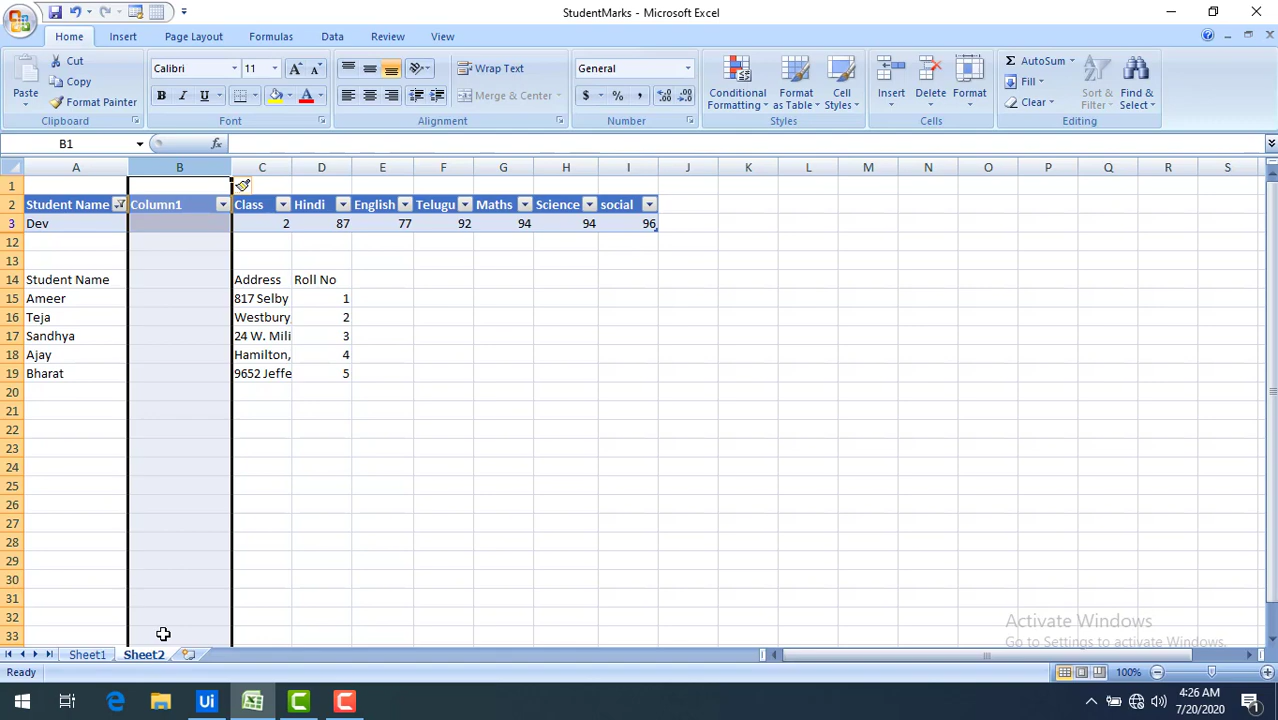 StudentMarks - Microsoft Excel
Home Insert Page Layout Formulas Data Review View
Paste Cut Copy Format Painter Clipboard
Calibri 11 B I U A Font
Wrap Text Merge & Center Alignment
General $ % , Number
Conditional Formatting Format as Table Cell Styles Styles
Insert Delete Format Cells
Σ AutoSum Fill Clear Sort & Filter Find & Select Editing
B1 fx
A B C D E F G H I J K L M N O P Q R S
1
2 Student Name Column1 Class Hindi English Telugu Maths Science social
3 Dev 2 87 77 92 94 94 96
12
13
14 Student Name Address Roll No
15 Ameer 817 Selby 1
16 Teja Westbury, 2
17 Sandhya 24 W. Mili 3
18 Ajay Hamilton, 4
19 Bharat 9652 Jeffe 5
20
21
22
23
24
25
26
27
28
29
30
31
32
33
Activate Windows
Go to Settings to activate Windows.
Sheet1 Sheet2
Ready 100%
Ui
4:26 AM
7/20/2020
1